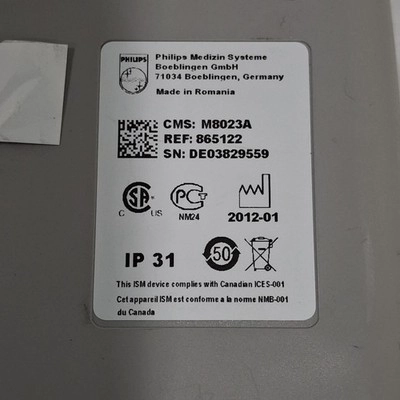 PHILIPS
Philips Medizin Systeme
Boeblingen GmbH
71034 Boeblingen, Germany
Made in Romania
CMS: M8023A
REF: 865122
SN: DE03829559
CSA
C US
PC
NM24
2012-01
IP 31
50
This ISM device complies with Canadian ICES-001
Cet appareil ISM est conforme a la norme NMB-001
du Canada